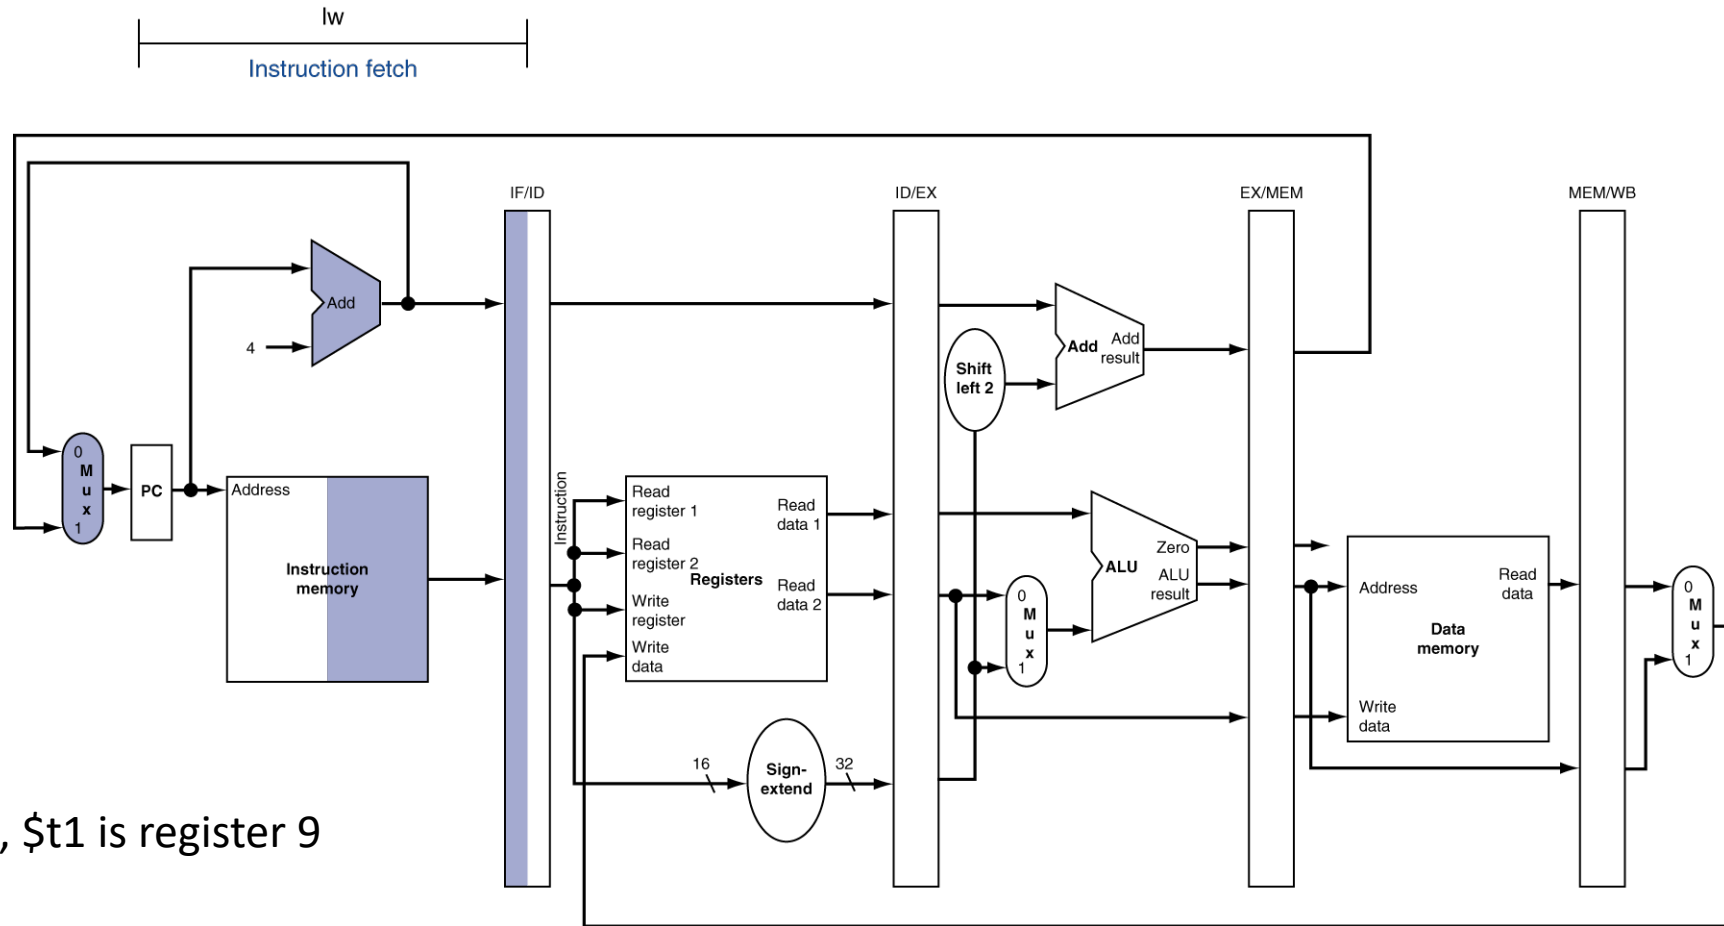 lw
Instruction fetch
IF/ID
ID/EX
EX/MEM
MEM/WB
Add
4
Shift
left 2
Add
Add
result
0
M
u
x
1
PC
Address
Instruction
memory
Instruction
Read
register 1
Read
register 2
Write
register
Write
data
Registers
Read
data 1
Read
data 2
0
M
u
x
1
Zero
ALU
ALU
result
Address
Read
data
Data
memory
Write
data
0
M
u
x
1
16
Sign-
extend
32
, $t1 is register 9